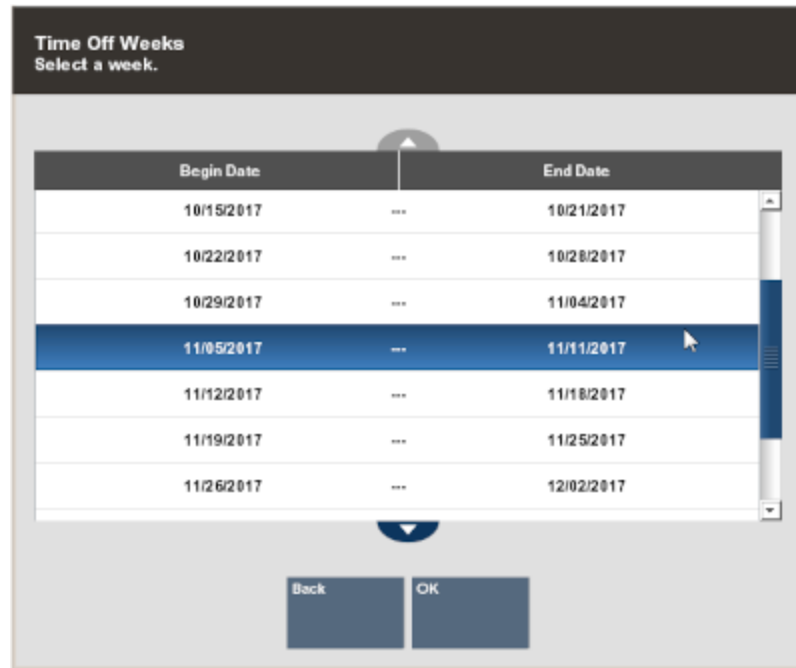 Time Off Weeks
Select a week.
Begin Date End Date
10/15/2017 --- 10/21/2017
10/22/2017 --- 10/28/2017
10/29/2017 --- 11/04/2017
11/05/2017 --- 11/11/2017
11/12/2017 --- 11/18/2017
11/19/2017 --- 11/25/2017
11/26/2017 --- 12/02/2017
Back OK